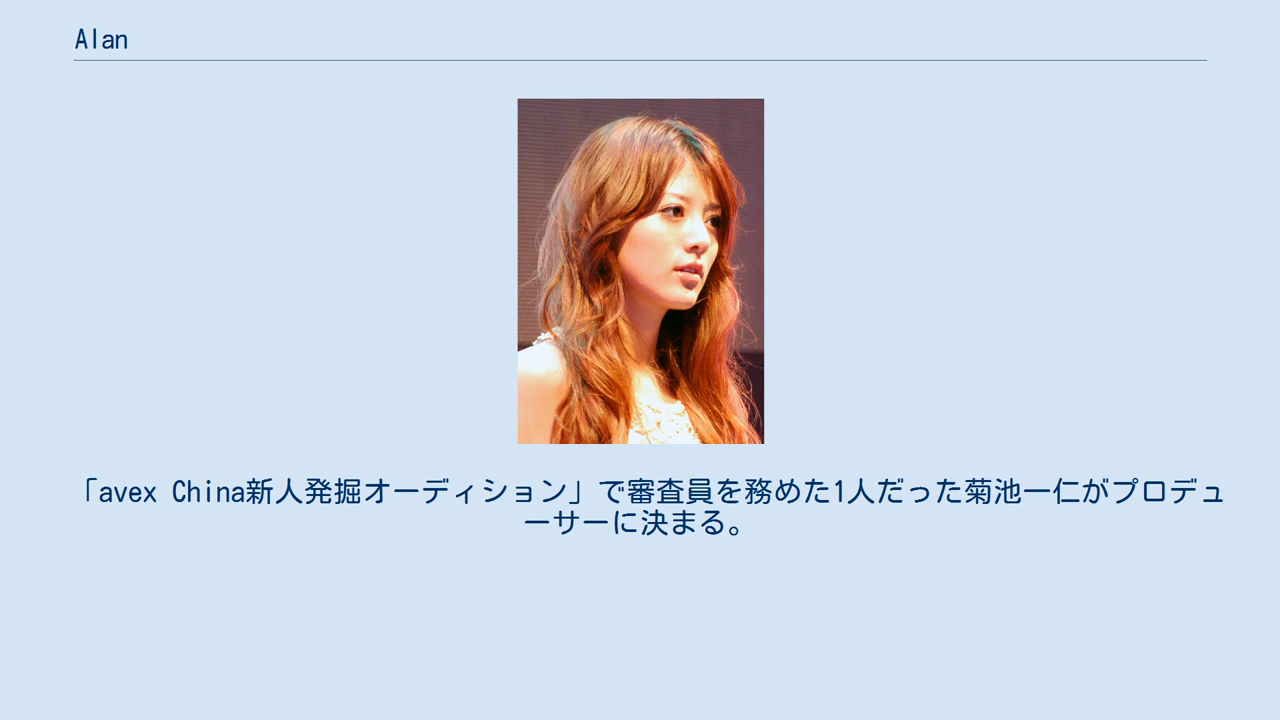 Alan
「avex China新人発掘オーディション」で審査員を務めた1人だった菊池一仁がプロデュ
ーサーに決まる。